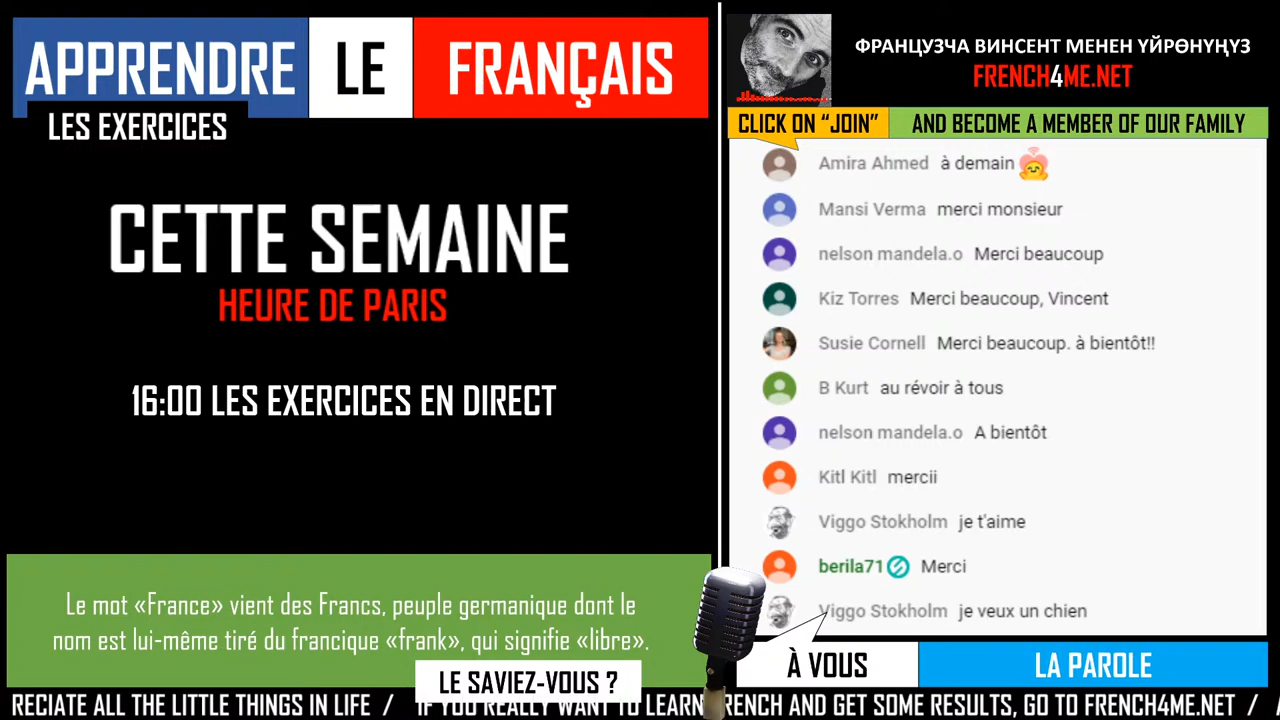 APPRENDRE LE FRANÇAIS
LES EXERCICES
CETTE SEMAINE
HEURE DE PARIS
16:00 LES EXERCICES EN DIRECT
Le mot «France» vient des Francs, peuple germanique dont le
nom est lui-même tiré du francique «frank», qui signifie «libre».
LE SAVIEZ-VOUS ?
ФРАНЦУЗЧА ВИНСЕНТ МЕНЕН ҮЙРӨНҮҢҮЗ
FRENCH4ME.NET
CLICK ON “JOIN” AND BECOME A MEMBER OF OUR FAMILY
Amira Ahmed à demain
Mansi Verma merci monsieur
nelson mandela.o Merci beaucoup
Kiz Torres Merci beaucoup, Vincent
Susie Cornell Merci beaucoup. à bientôt!!
B Kurt au révoir à tous
nelson mandela.o A bientôt
Kitl Kitl mercii
Viggo Stokholm je t'aime
berila71 Merci
Viggo Stokholm je veux un chien
À VOUS LA PAROLE
RECIATE ALL THE LITTLE THINGS IN LIFE / IF YOU REALLY WANT TO LEARN RENCH AND GET SOME RESULTS, GO TO FRENCH4ME.NET /